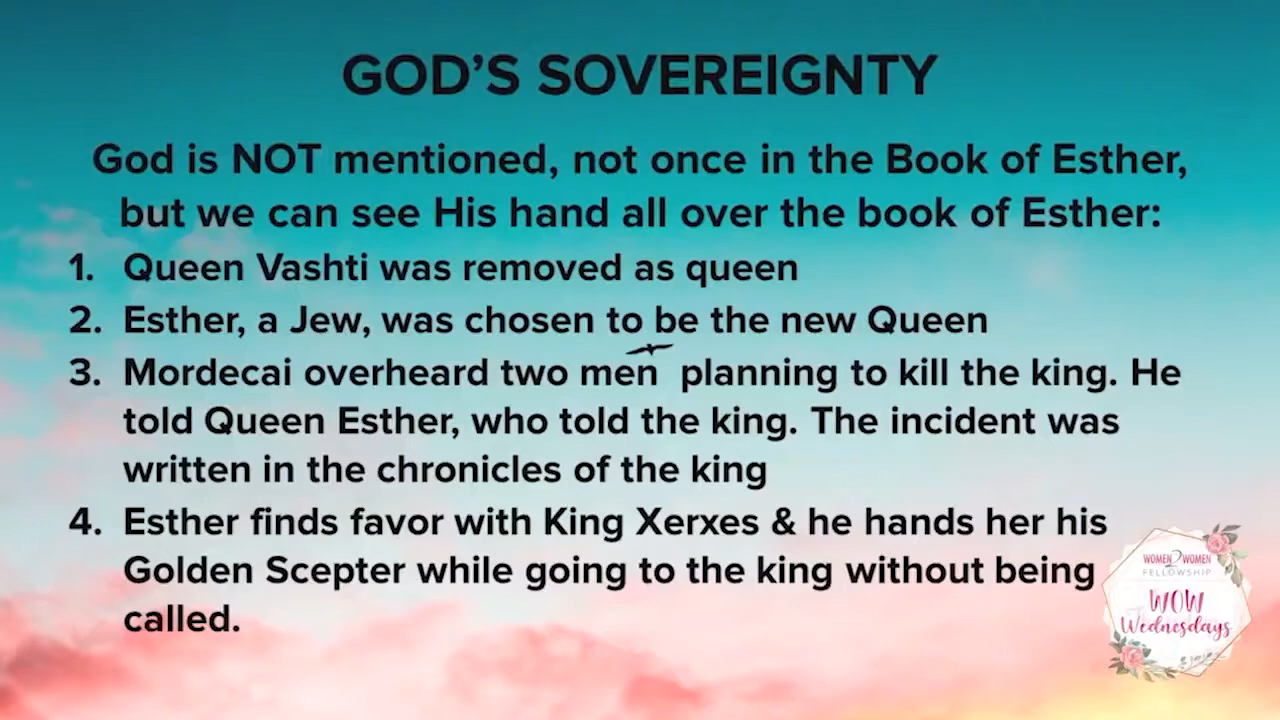 GOD’S SOVEREIGNTY
God is NOT mentioned, not once in the Book of Esther,
but we can see His hand all over the book of Esther:
1. Queen Vashti was removed as queen
2. Esther, a Jew, was chosen to be the new Queen
3. Mordecai overheard two men planning to kill the king. He
told Queen Esther, who told the king. The incident was
written in the chronicles of the king
4. Esther finds favor with King Xerxes & he hands her his
Golden Scepter while going to the king without being
called.
WOMEN2WOMEN
FELLOWSHIP
WOW
Wednesdays